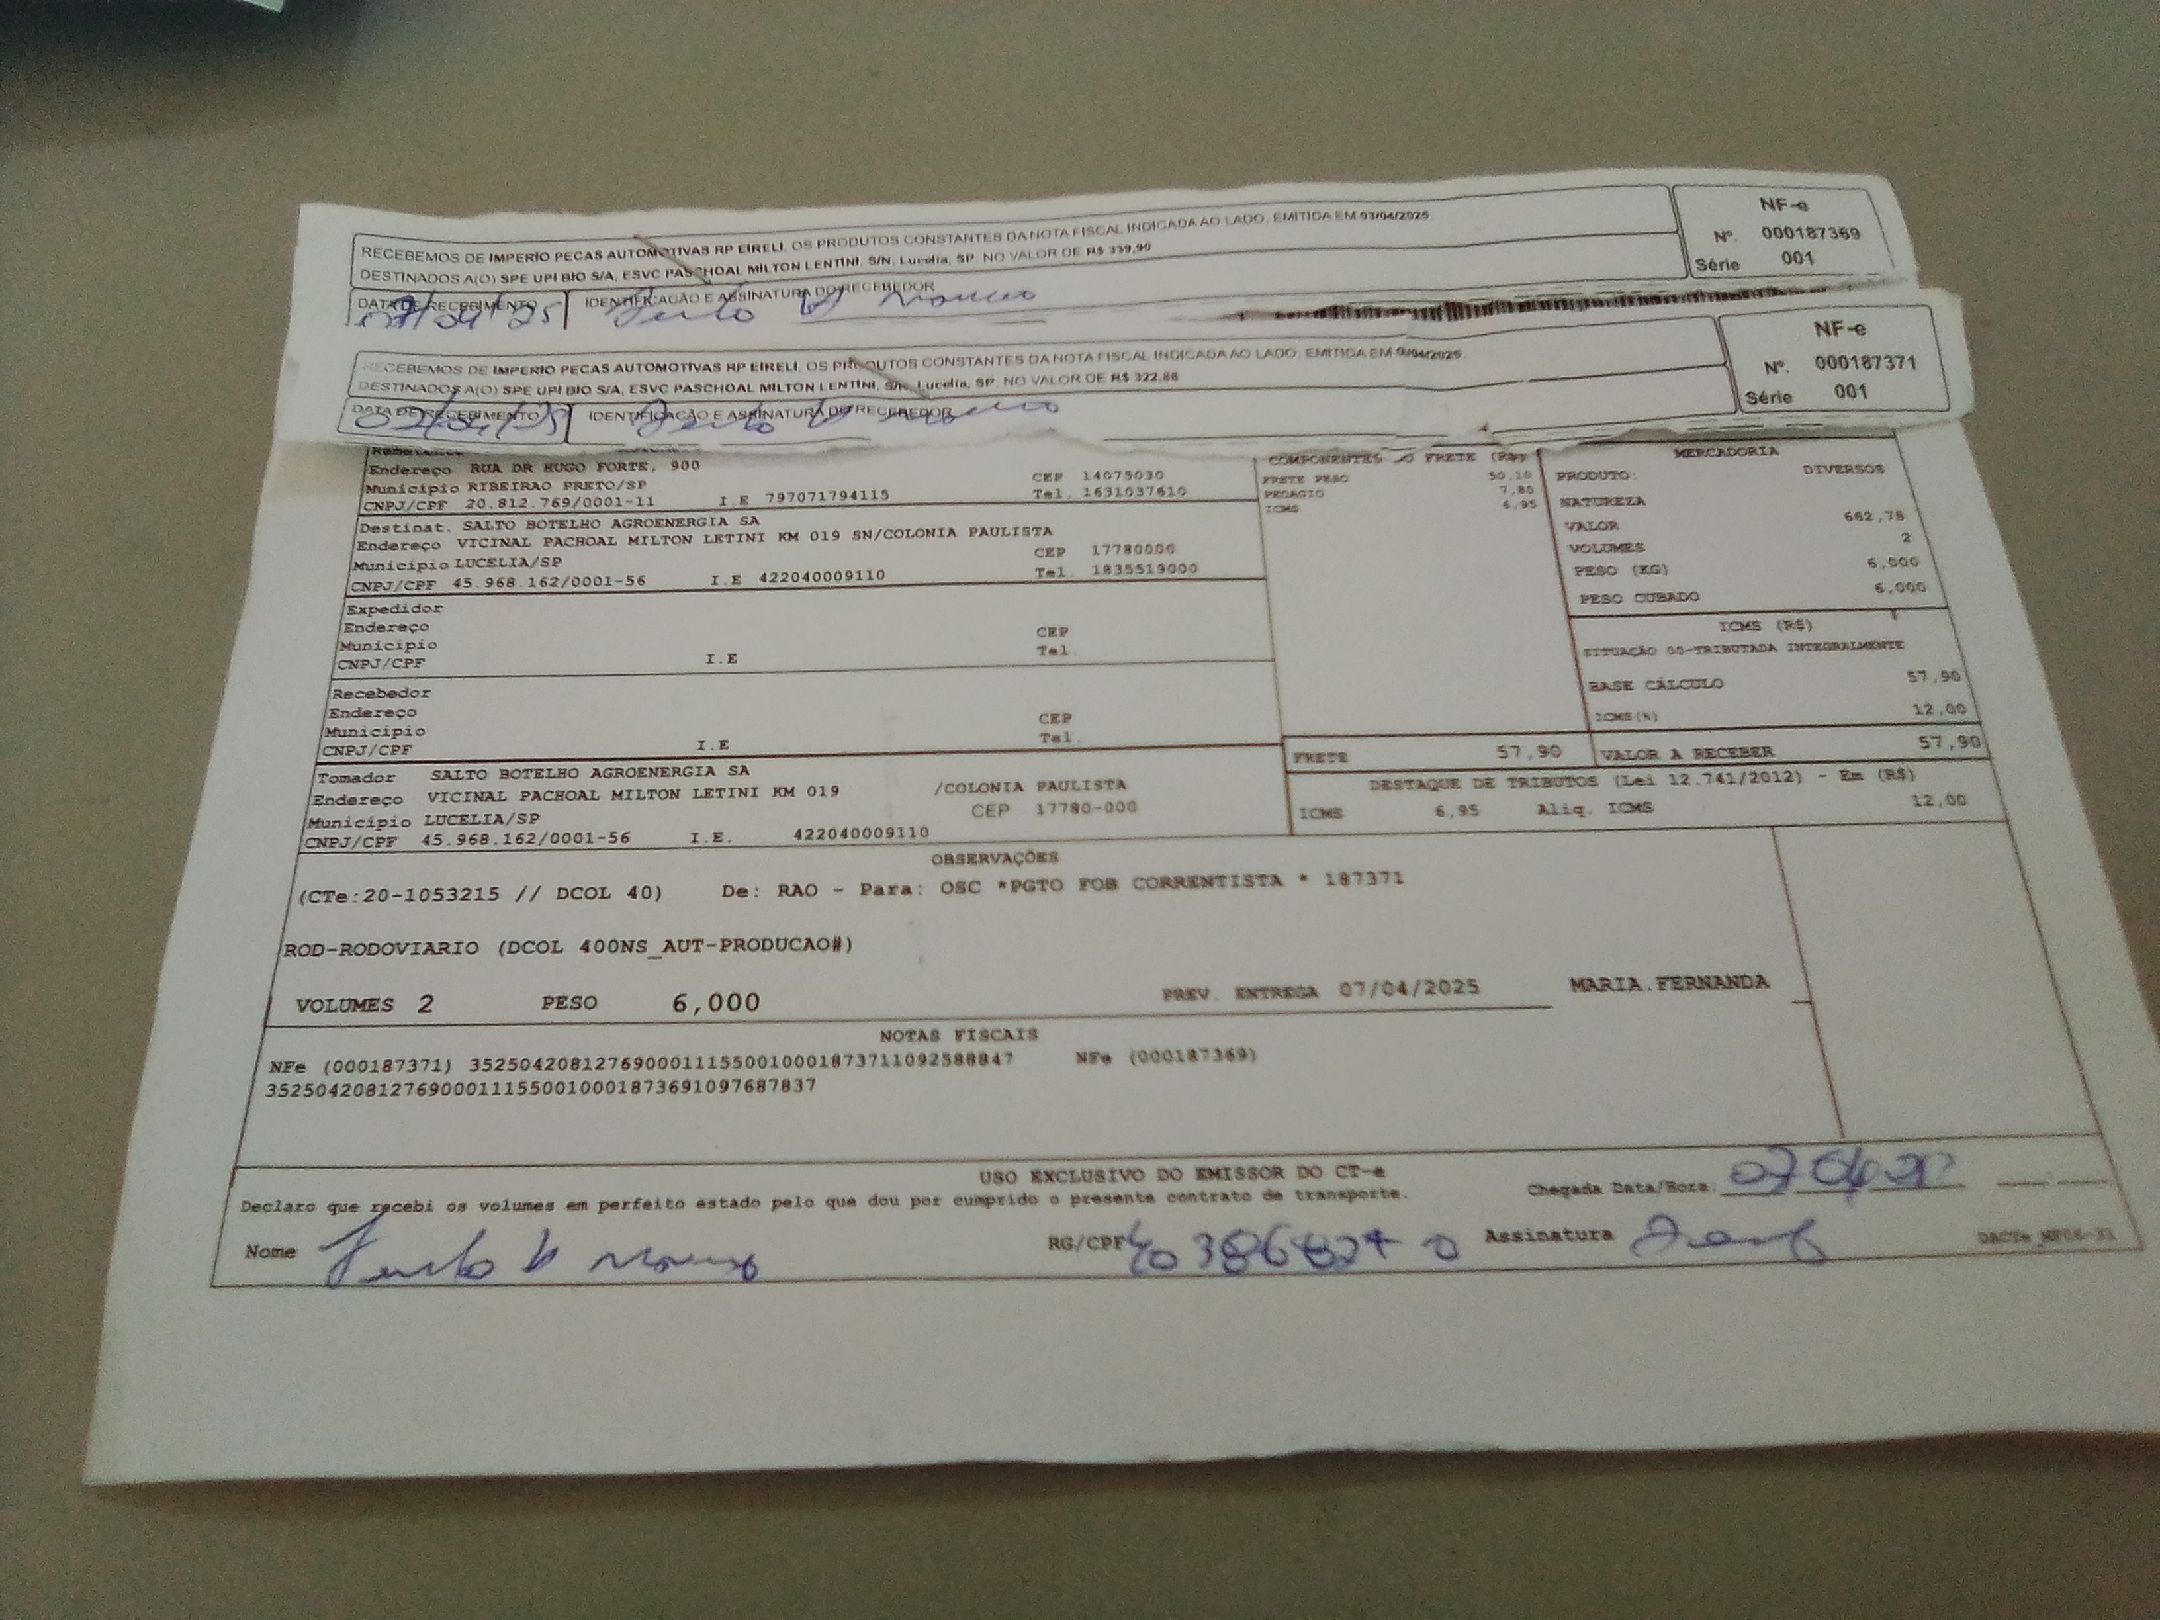 RECEBEMOS DE IMPERIO PECAS AUTOMOTIVAS RP EIRELI, OS PRODUTOS CONSTANTES DA NOTA FISCAL INDICADA AO LADO, EMITIDA EM 03/04/2025
DESTINADOS A(O) SPE UPI BIO S/A, ESVC PASCHOAL MILTON LENTINI, S/N, Lucelia, SP. NO VALOR DE R$ 339,90
NF-e
Nº. 000187369
Série 001
DATA DE RECEBIMENTO
IDENTIFICAÇÃO E ASSINATURA DO RECEBEDOR
RECEBEMOS DE IMPERIO PECAS AUTOMOTIVAS RP EIRELI, OS PRODUTOS CONSTANTES DA NOTA FISCAL INDICADA AO LADO, EMITIDA EM 03/04/2025.
DESTINADOS A(O) SPE UPI BIO S/A, ESVC PASCHOAL MILTON LENTINI, S/N, Lucelia, SP. NO VALOR DE R$ 322,88
NF-e
Nº. 000187371
Série 001
DATA DE RECEBIMENTO
IDENTIFICAÇÃO E ASSINATURA DO RECEBEDOR
Endereço RUA DR HUGO FORTE, 900 CEP 14075030
Município RIBEIRAO PRETO/SP Tel. 1631037610
CNPJ/CPF 20.812.769/0001-11 I.E 797071794115
Destinat. SALTO BOTELHO AGROENERGIA SA
Endereço VICINAL PACHOAL MILTON LETINI KM 019 SN/COLONIA PAULISTA
Município LUCELIA/SP CEP 17780000
CNPJ/CPF 45.968.162/0001-56 I.E 422040009110 Tel. 1835519000
Expedidor
Endereço
Município CEP
CNPJ/CPF I.E Tel.
Recebedor
Endereço
Município CEP
CNPJ/CPF I.E Tel.
Tomador SALTO BOTELHO AGROENERGIA SA
Endereço VICINAL PACHOAL MILTON LETINI KM 019 /COLONIA PAULISTA
Município LUCELIA/SP CEP 17780-000
CNPJ/CPF 45.968.162/0001-56 I.E. 422040009110
COMPONENTES DO FRETE
FRETE PESO 50,10
PEDAGIO 7,80
ICMS 6,95
FRETE 57,90
MERCADORIA
PRODUTO: DIVERSOS
NATUREZA
VALOR 662,78
VOLUMES 2
PESO (KG) 6,000
PESO CUBADO 6,000
ICMS (R$)
SITUAÇÃO 00-TRIBUTADA INTEGRALMENTE
BASE CÁLCULO 57,90
ICMS(%) 12,00
VALOR A RECEBER 57,90
DESTAQUE DE TRIBUTOS (Lei 12.741/2012) - Em (R$)
ICMS 6,95 Aliq. ICMS 12,00
OBSERVAÇÕES
(CTe:20-1053215 // DCOL 40) De: RAO - Para: OSC *PGTO FOB CORRENTISTA * 187371
ROD-RODOVIARIO (DCOL 400NS_AUT-PRODUCAO#)
VOLUMES 2 PESO 6,000 PREV. ENTREGA 07/04/2025 MARIA.FERNANDA
NOTAS FISCAIS
NFe (000187371) 35250420812769000111550010001873711092588847 NFe (000187369)
35250420812769000111550010001873691097687837
USO EXCLUSIVO DO EMISSOR DO CT-e
Declaro que recebi os volumes em perfeito estado pelo que dou por cumprido o presente contrato de transporte.
Chegada Data/Hora.
Nome RG/CPF Assinatura